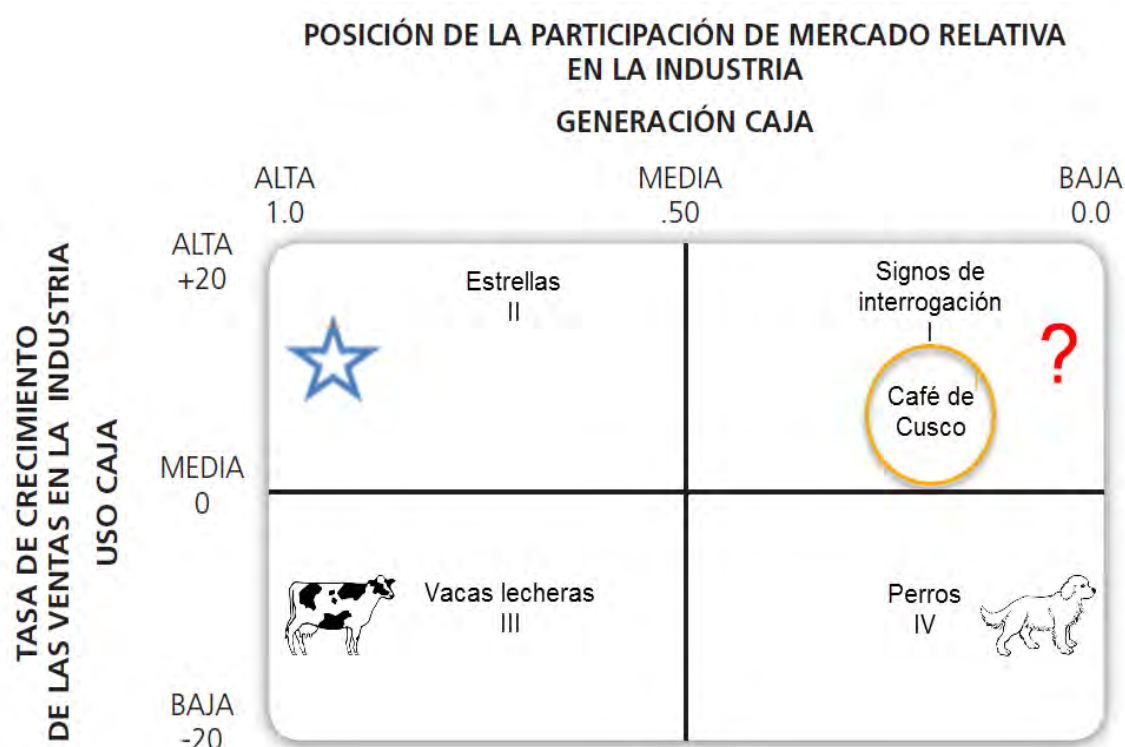 POSICIÓN DE LA PARTICIPACIÓN DE MERCADO RELATIVA
EN LA INDUSTRIA
GENERACIÓN CAJA
ALTA
1.0
MEDIA
.50
BAJA
0.0
TASA DE CRECIMIENTO
DE LAS VENTAS EN LA INDUSTRIA
USO CAJA
ALTA
+20
MEDIA
0
BAJA
-20
Estrellas
II
Signos de
interrogación
I
?
Café de
Cusco
Vacas lecheras
III
Perros
IV